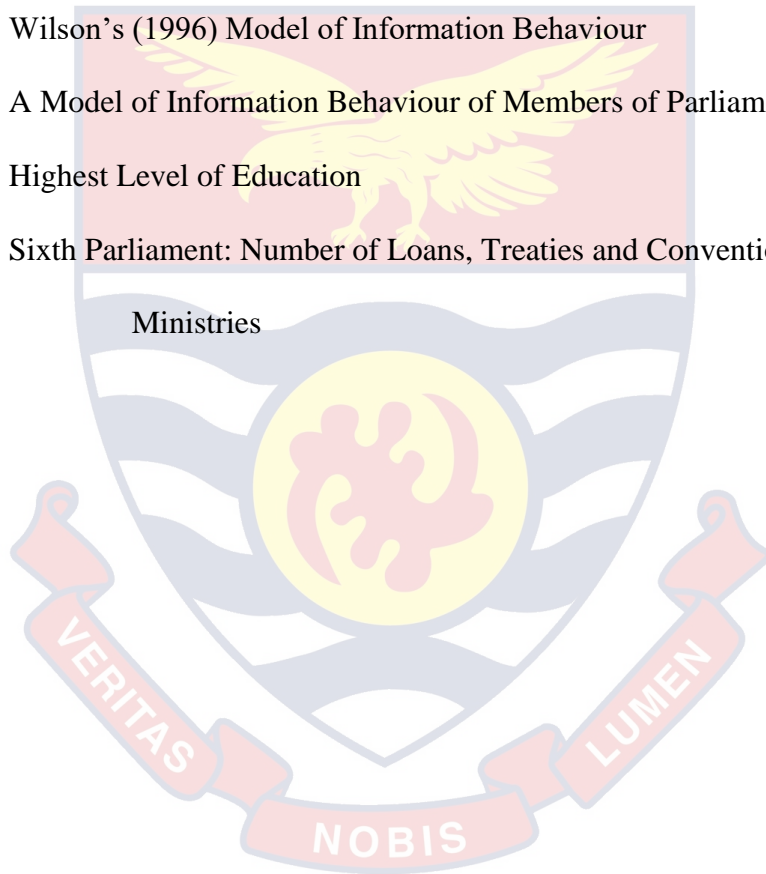 Wilson’s (1996) Model of Information Behaviour
A Model of Information Behaviour of Members of Parliam
Highest Level of Education
Sixth Parliament: Number of Loans, Treaties and Conventi
Ministries
VERITAS
NOBIS
LUMEN